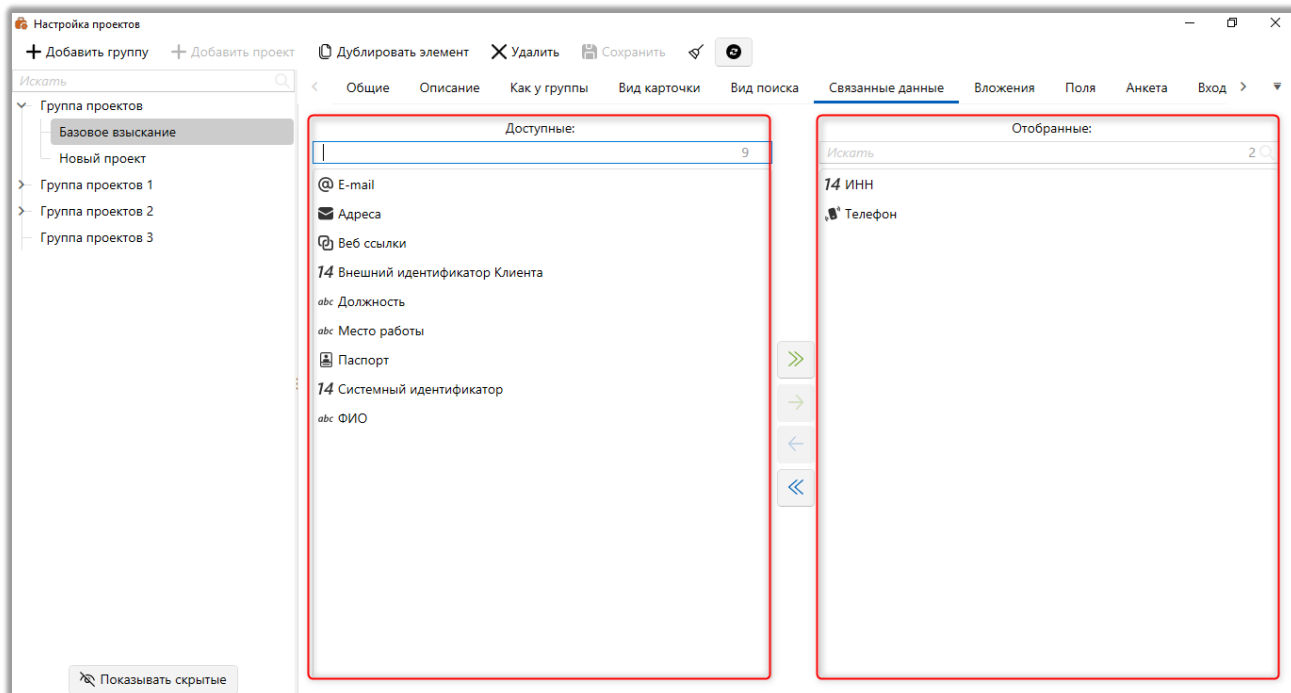 Настройка проектов
Добавить группу Добавить проект Дублировать элемент Удалить Сохранить
Искать
Общие Описание Как у группы Вид карточки Вид поиска Связанные данные Вложения Поля Анкета Вход
Группа проектов
Базовое взыскание
Новый проект
Группа проектов 1
Группа проектов 2
Группа проектов 3
Показывать скрытые
Доступные:
9
@ E-mail
Адреса
Веб ссылки
14 Внешний идентификатор Клиента
abc Должность
abc Место работы
Паспорт
14 Системный идентификатор
abc ФИО
Отобранные:
Искать 2
14 ИНН
Телефон